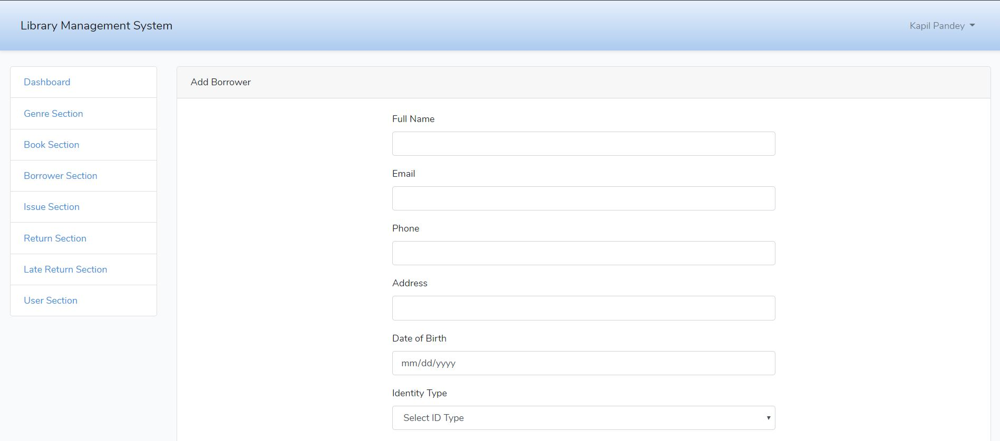 Library Management System
Kapil Pandey
Dashboard
Genre Section
Book Section
Borrower Section
Issue Section
Return Section
Late Return Section
User Section
Add Borrower
Full Name
Email
Phone
Address
Date of Birth
mm/dd/yyyy
Identity Type
Select ID Type